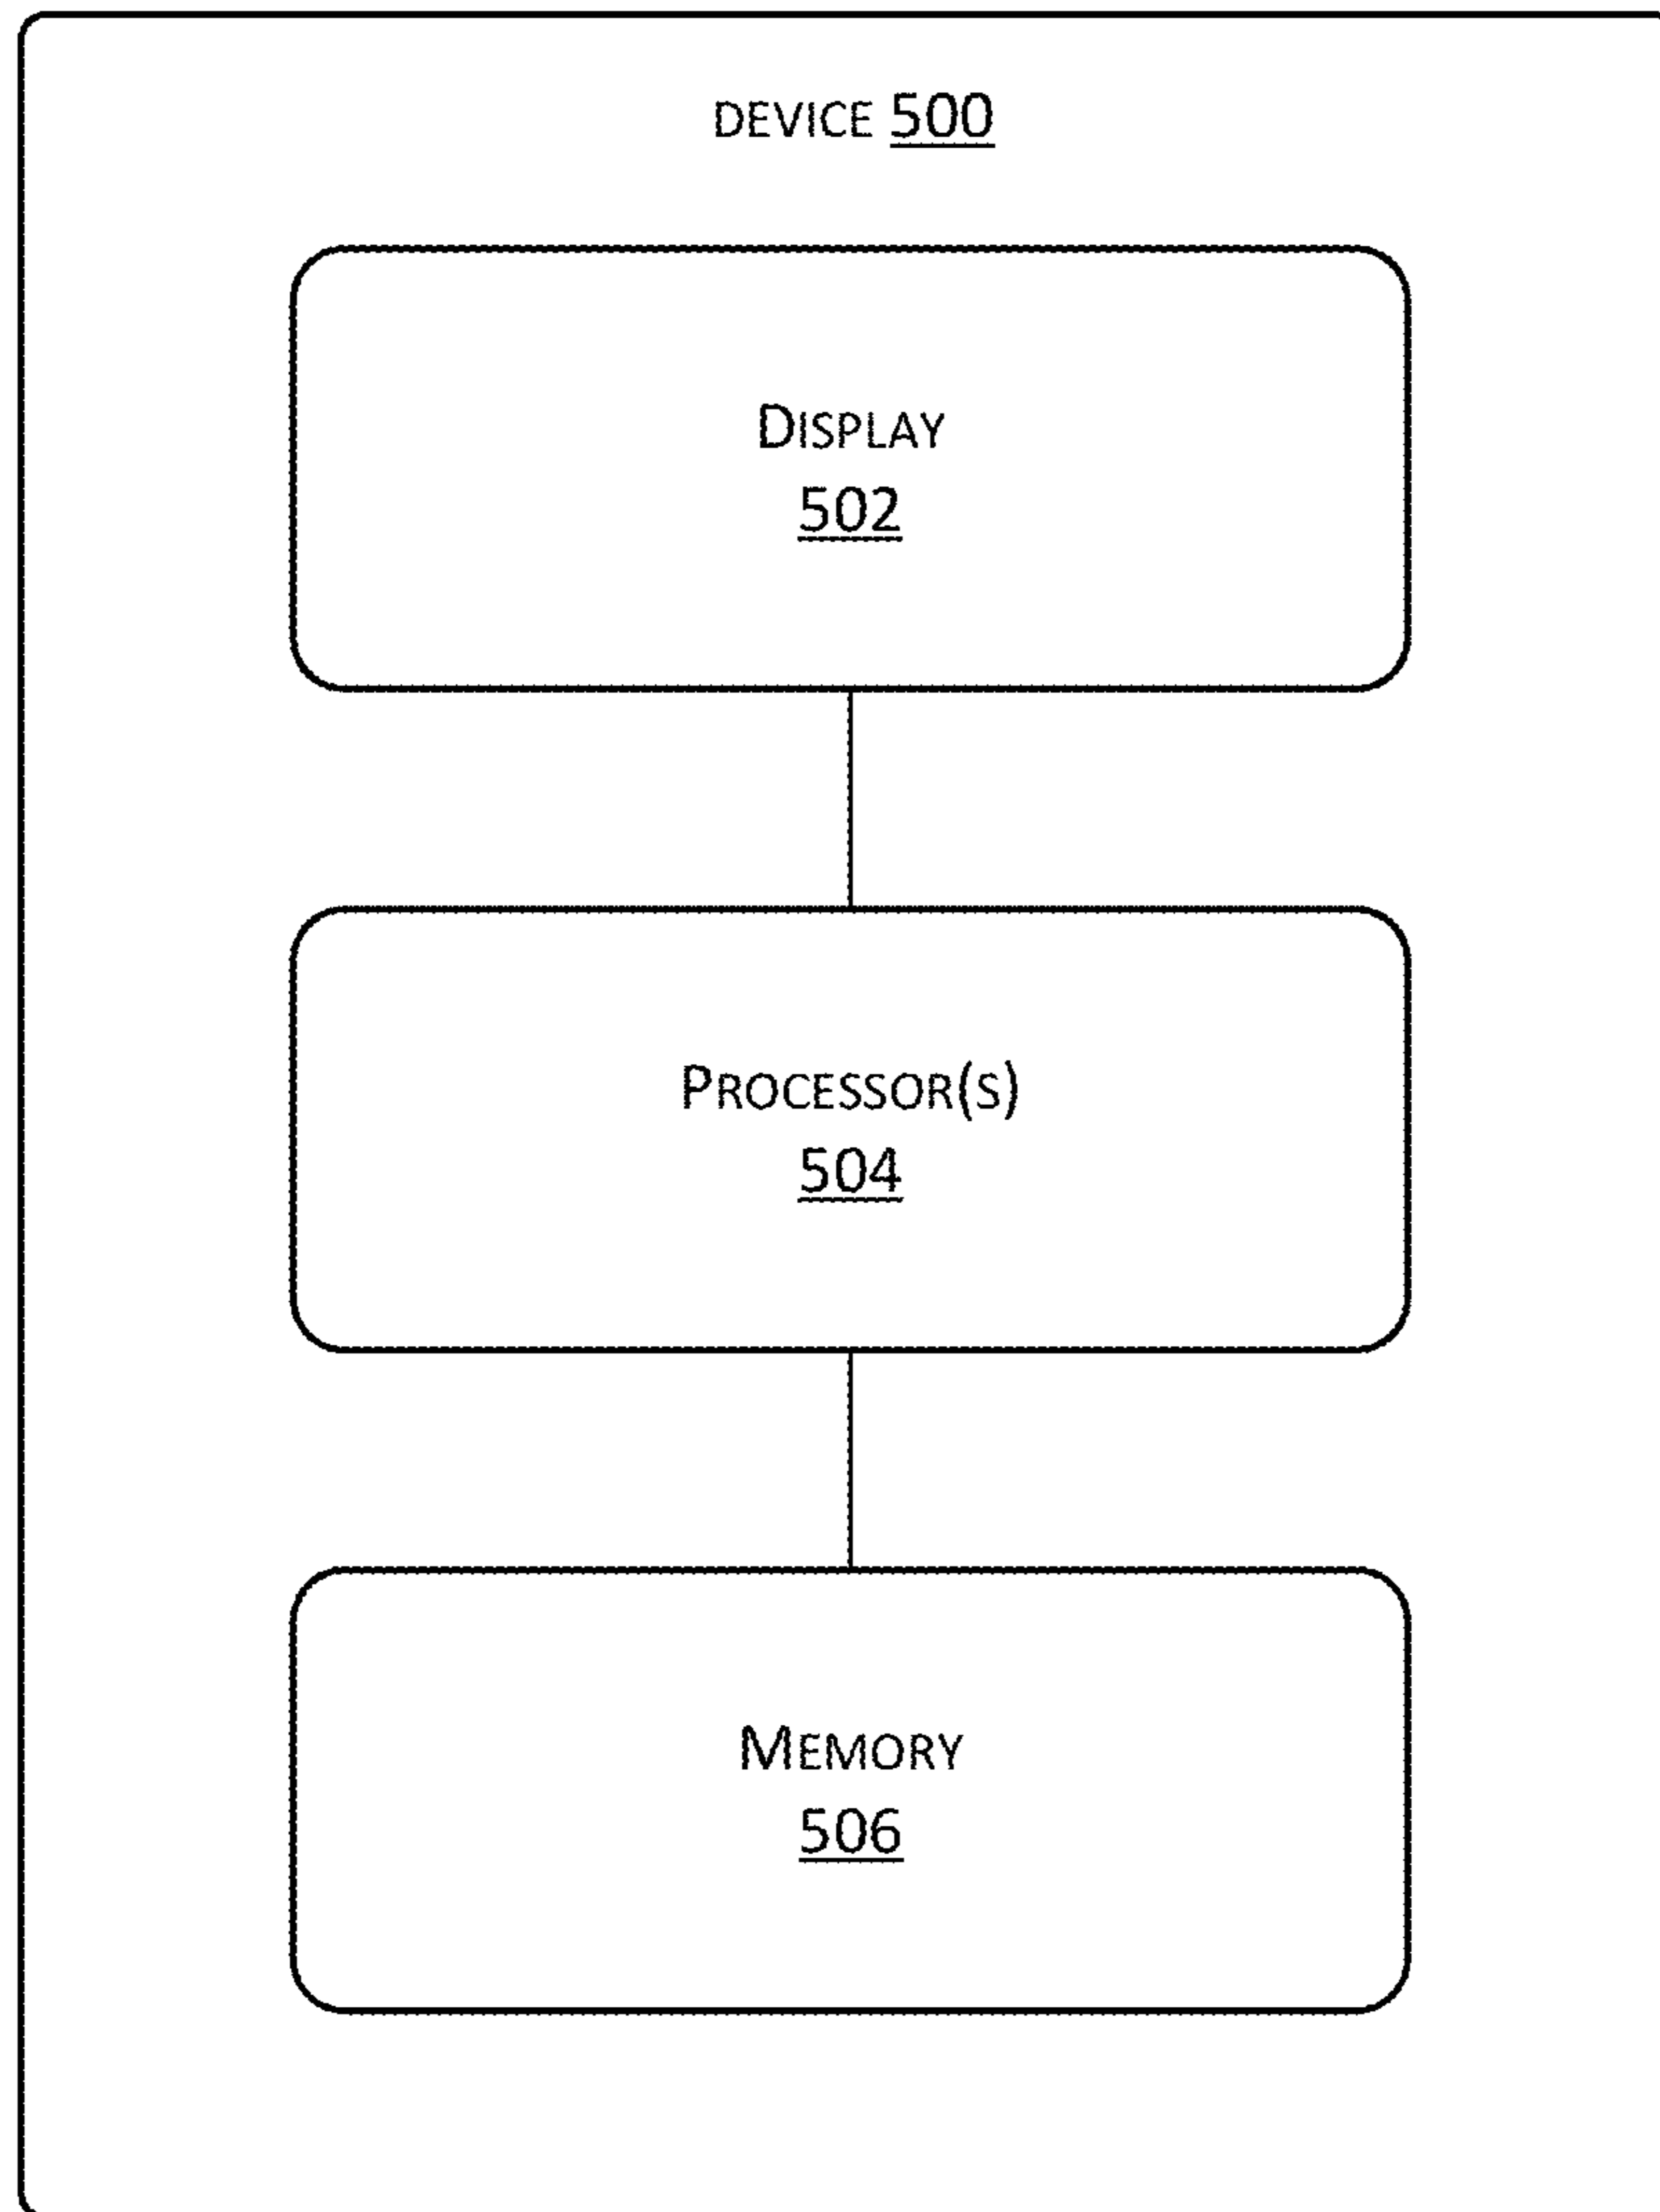 DEVICE 500
DISPLAY
502
PROCESSOR(S)
504
MEMORY
506